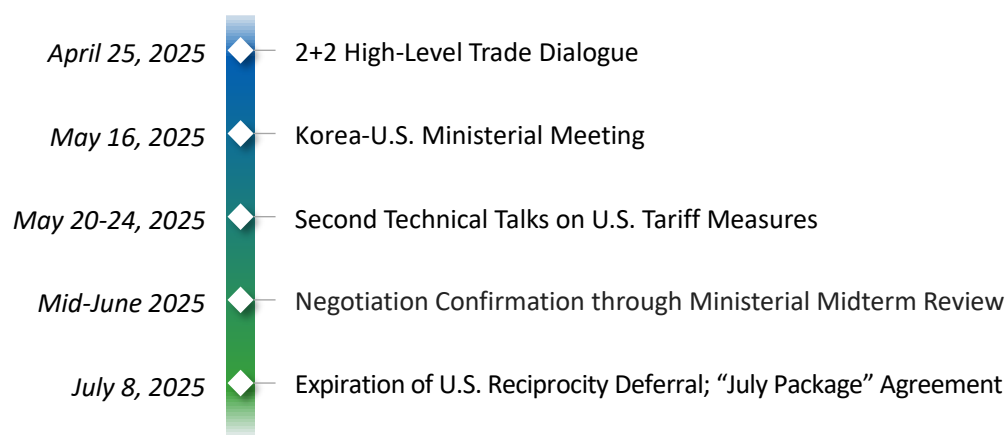 April 25, 2025 2+2 High-Level Trade Dialogue
May 16, 2025 Korea-U.S. Ministerial Meeting
May 20-24, 2025 Second Technical Talks on U.S. Tariff Measures
Mid-June 2025 Negotiation Confirmation through Ministerial Midterm Review
July 8, 2025 Expiration of U.S. Reciprocity Deferral; “July Package” Agreement